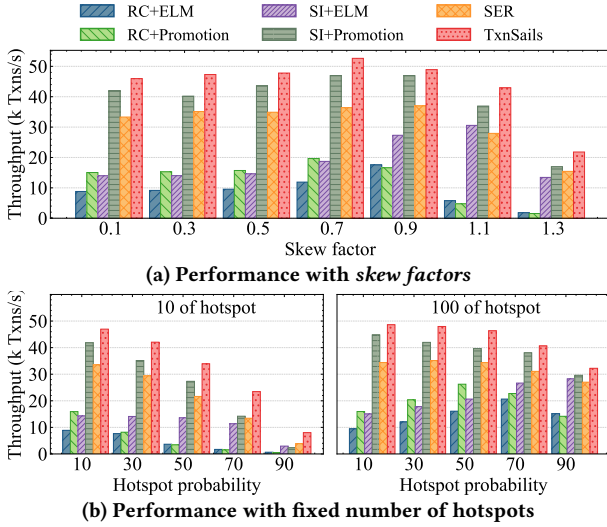 RC+ELM SI+ELM SER
RC+Promotion SI+Promotion TxnSails
Throughput (k Txns/s)
50
40
30
20
10
0
0.1 0.3 0.5 0.7 0.9 1.1 1.3
Skew factor
(a) Performance with skew factors
Throughput (k Txns/s)
10 of hotspot 100 of hotspot
50
40
30
20
10
0
10 30 50 70 90 10 30 50 70 90
Hotspot probability Hotspot probability
(b) Performance with fixed number of hotspots